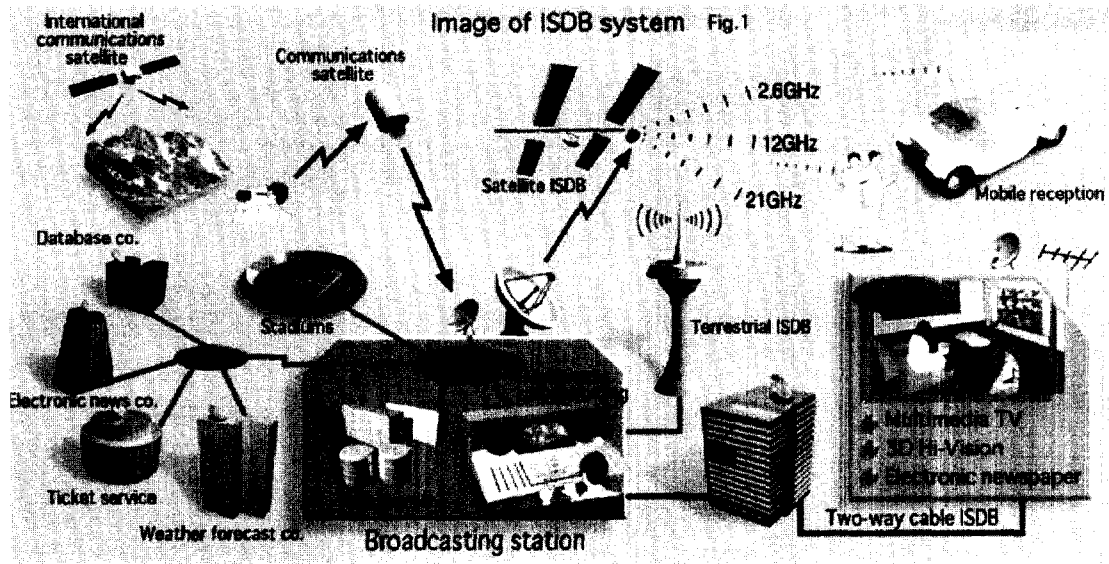 Image of ISDB system Fig.1
International
communications
satellite
Communications
satellite
2.6GHz
12GHz
21GHz
Satellite ISDB
Mobile reception
Database co.
Stadiums
Terrestrial ISDB
Electronic news co.
Multimedia TV
3D Hi-Vision
Electronic newspaper
Ticket service
Weather forecast co.
Broadcasting station
Two-way cable ISDB